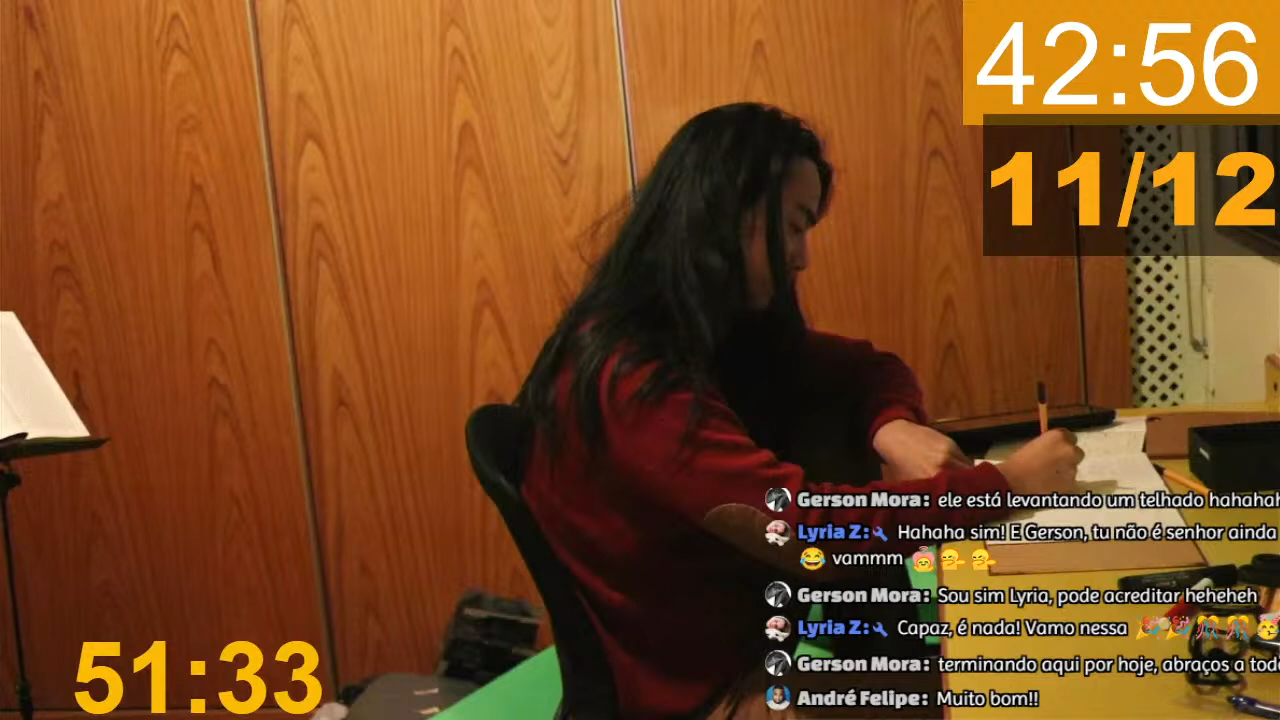 42:56
11/12
Gerson Mora: ele está levantando um telhado hahahah
Lyria Z: Hahaha sim! E Gerson, tu não é senhor ainda
😂 vammm
Gerson Mora: Sou sim Lyria, pode acreditar heheheh
Lyria Z: Capaz, é nada! Vamo nessa
Gerson Mora: terminando aqui por hoje, abraços a todo
André Felipe: Muito bom!!
51:33